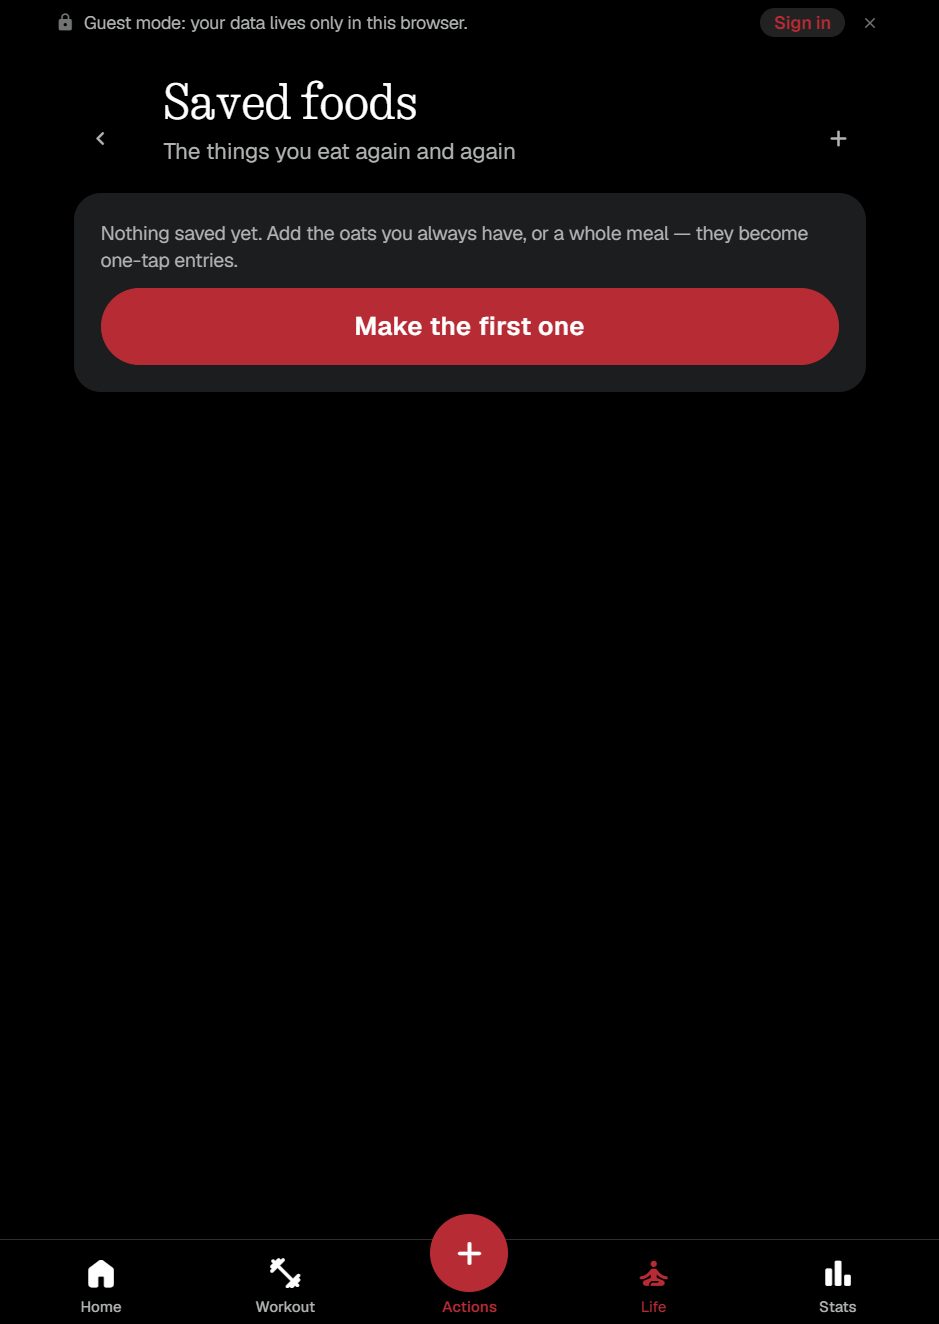 Guest mode: your data lives only in this browser.
Sign in
Saved foods
The things you eat again and again
Nothing saved yet. Add the oats you always have, or a whole meal — they become
one-tap entries.
Make the first one
Home
Workout
Actions
Life
Stats